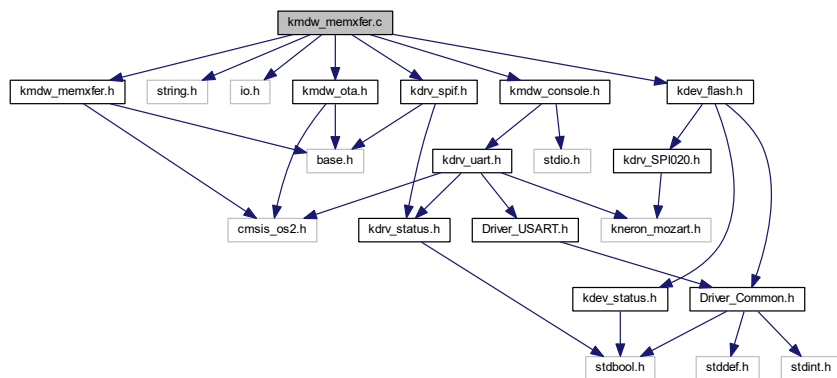 kmdw_memxfer.c
kmdw_memxfer.h
string.h
io.h
kmdw_ota.h
kdrv_spif.h
kmdw_console.h
kdev_flash.h
base.h
kdrv_uart.h
stdio.h
kdrv_SPI020.h
cmsis_os2.h
kdrv_status.h
Driver_USART.h
kneron_mozart.h
kdev_status.h
Driver_Common.h
stdbool.h
stddef.h
stdint.h